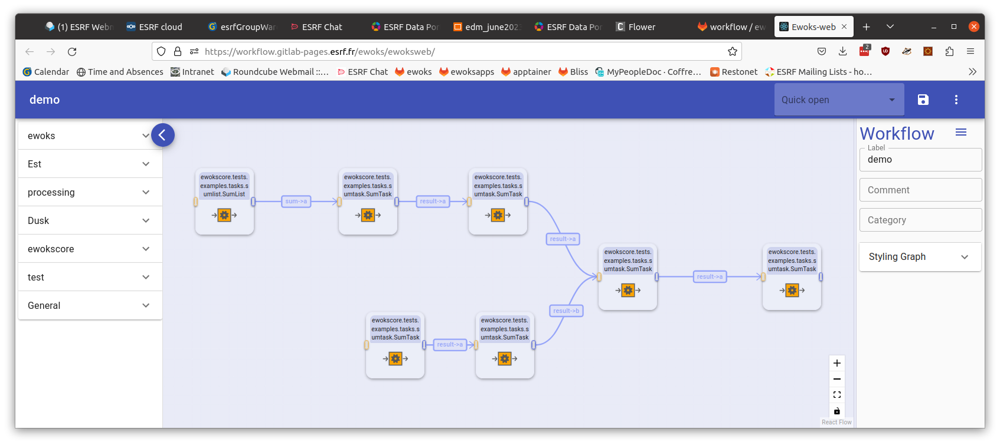 (1) ESRF Webm
ESRF cloud
esrfGroupWar
ESRF Chat
ESRF Data Por
edm_june2023
ESRF Data Por
Flower
workflow / ew
Ewoks-web
https://workflow.gitlab-pages.esrf.fr/ewoks/ewoksweb/
2
Calendar
Time and Absences
Intranet
Roundcube Webmail ::...
ESRF Chat
ewoks
ewoksapps
apptainer
Bliss
MyPeopleDoc · Coffre...
Restonet
ESRF Mailing Lists - ho...
demo
Quick open
ewoks
Est
processing
Dusk
ewokscore
test
General
ewokscore.tests.
examples.tasks.s
umlist.SumList
sum->a
ewokscore.tests.
examples.tasks.s
umtask.SumTask
result->a
ewokscore.tests.
examples.tasks.s
umtask.SumTask
result->a
ewokscore.tests.
examples.tasks.s
umtask.SumTask
result->a
ewokscore.tests.
examples.tasks.s
umtask.SumTask
result->b
ewokscore.tests.
examples.tasks.s
umtask.SumTask
result->a
ewokscore.tests.
examples.tasks.s
umtask.SumTask
React Flow
Workflow
Label
demo
Comment
Category
Styling Graph